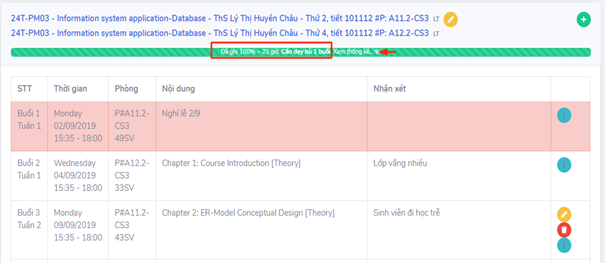 24T-PM03 - Information system application-Database - ThS Lý Thị Huyền Châu - Thứ 2, tiết 101112 #P: A11.2-CS3
24T-PM03 - Information system application-Database - ThS Lý Thị Huyền Châu - Thứ 4, tiết 101112 #P: A12.2-CS3
Đã ghi 100% ~ 23 giờ. Cần dạy bù 1 buổi. Xem thống kê.
STT Thời gian Phòng Nội dung Nhận xét
Buổi 1 Monday P#A11.2- Nghỉ lễ 2/9
Tuần 1 02/09/2019 CS3
15:35 - 18:00 49SV
Buổi 2 Wednesday P#A12.2- Chapter 1: Course Introduction [Theory] Lớp vắng nhiều
Tuần 1 04/09/2019 CS3
15:35 - 18:00 33SV
Buổi 3 Monday P#A11.2- Chapter 2: ER-Model Conceptual Design [Theory] Sinh viên đi học trễ
Tuần 2 09/09/2019 CS3
15:35 - 18:00 43SV